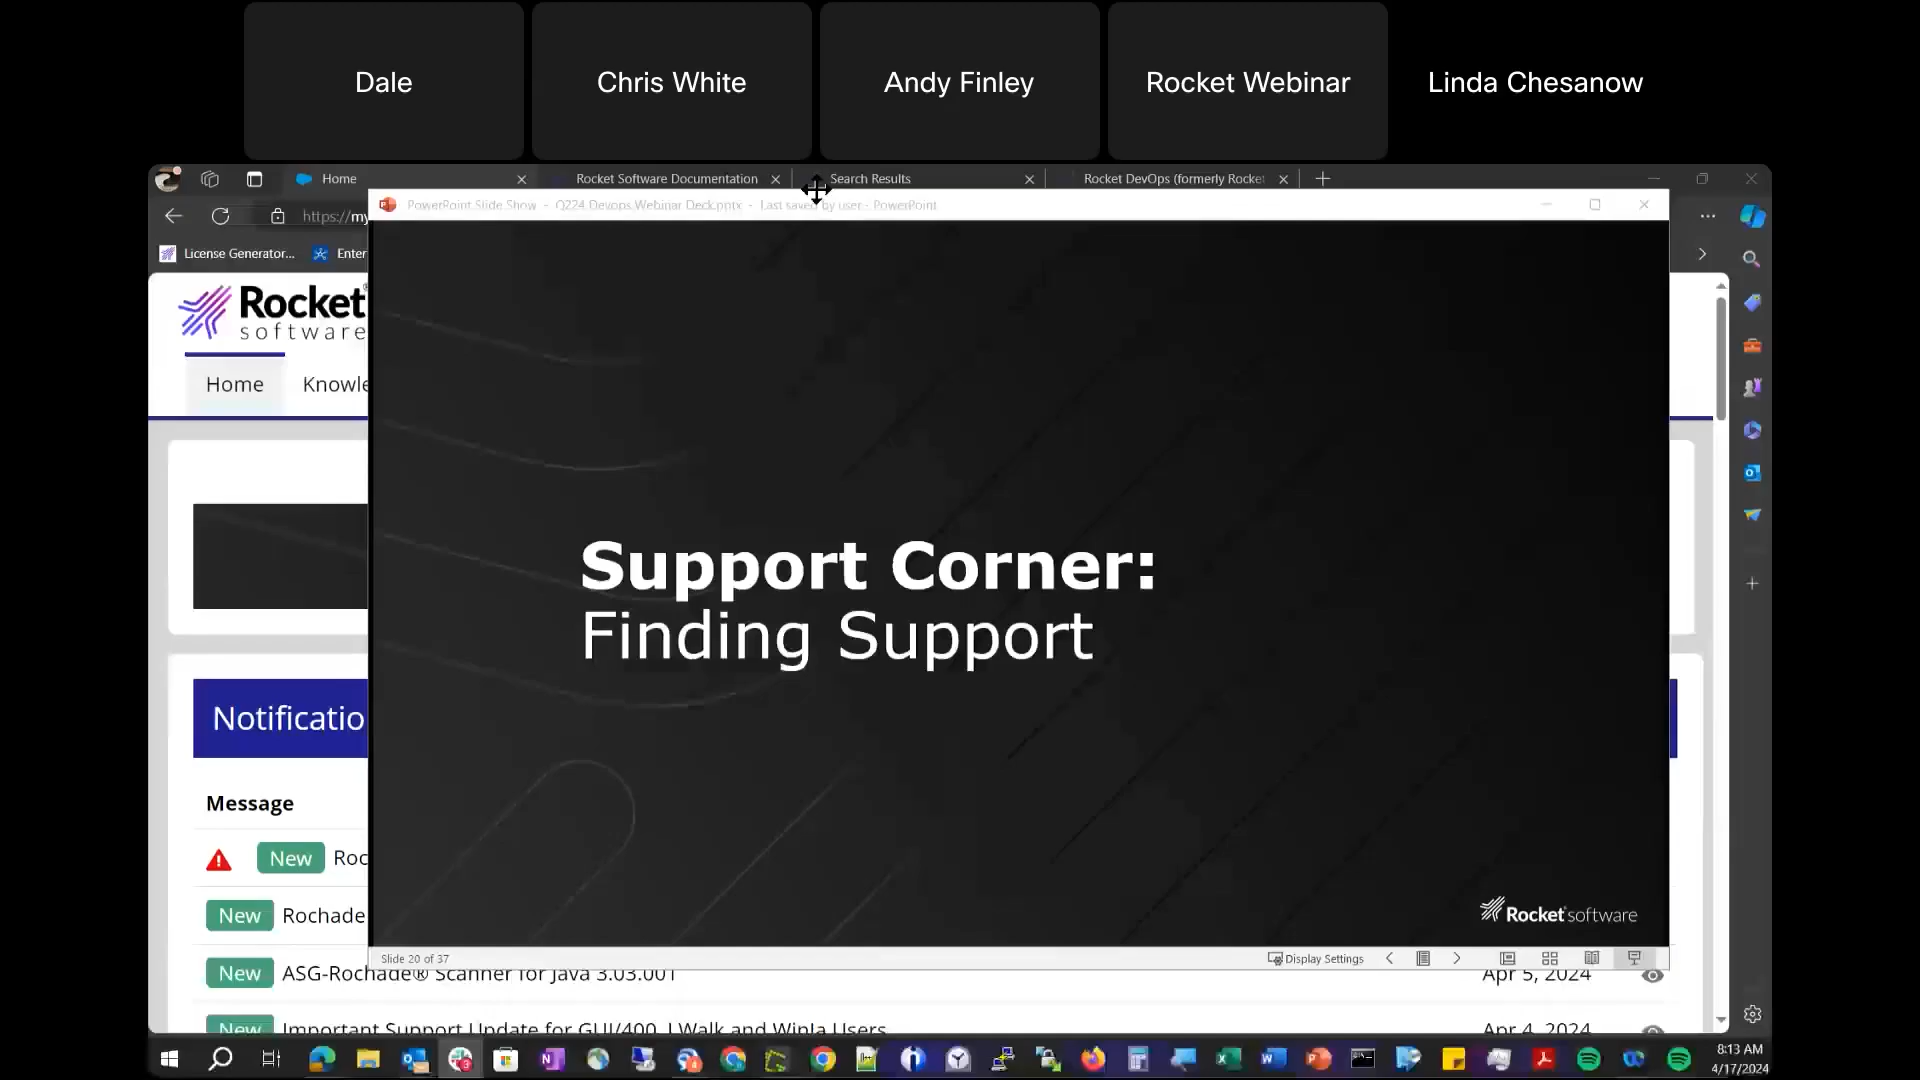 Dale
Chris White
Andy Finley
Rocket Webinar
Linda Chesanow
Home
Rocket Software Documentation
Search Results
Rocket DevOps (formerly Rocket
https://my
PowerPoint Slide Show - Q224 Devops Webinar Deck.pptx - Last saved by user - PowerPoint
License Generator...
Enter
Rocket
software
Home
Knowle
Support Corner:
Finding Support
Notificatio
Message
New Roc
New Rochade
Rocket software
Slide 20 of 37
Display Settings
New ASG-Rochade® Scanner for Java 3.03.001
Apr 5, 2024
New Important Support Update for GUI/400, J Walk and WinJa Users
Apr 4, 2024
8:13 AM
4/17/2024